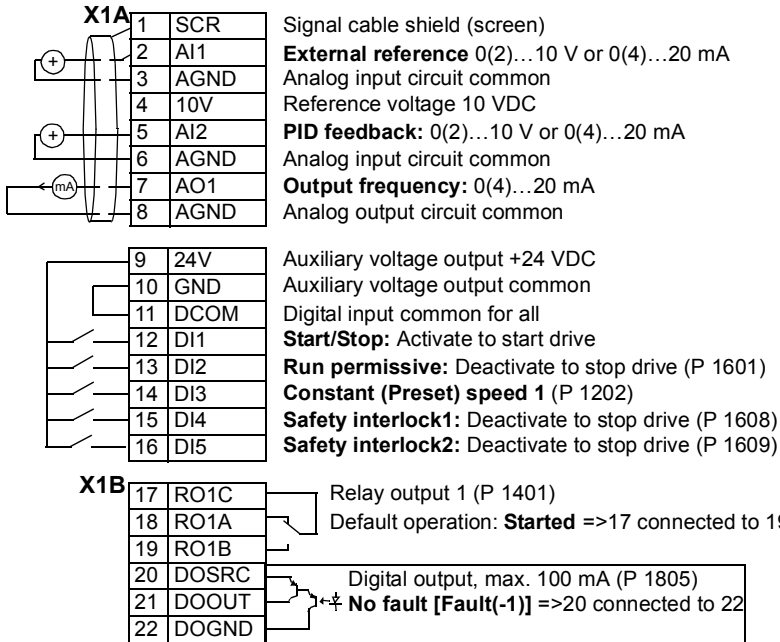 X1A
1 SCR Signal cable shield (screen)
2 AI1 External reference 0(2)…10 V or 0(4)…20 mA
3 AGND Analog input circuit common
4 10V Reference voltage 10 VDC
5 AI2 PID feedback: 0(2)…10 V or 0(4)…20 mA
6 AGND Analog input circuit common
mA 7 AO1 Output frequency: 0(4)…20 mA
8 AGND Analog output circuit common
9 24V Auxiliary voltage output +24 VDC
10 GND Auxiliary voltage output common
11 DCOM Digital input common for all
12 DI1 Start/Stop: Activate to start drive
13 DI2 Run permissive: Deactivate to stop drive (P 1601)
14 DI3 Constant (Preset) speed 1 (P 1202)
15 DI4 Safety interlock1: Deactivate to stop drive (P 1608)
16 DI5 Safety interlock2: Deactivate to stop drive (P 1609)
X1B
17 RO1C Relay output 1 (P 1401)
18 RO1A Default operation: Started =>17 connected to 19
19 RO1B
20 DOSRC Digital output, max. 100 mA (P 1805)
21 DOOUT No fault [Fault(-1)] =>20 connected to 22
22 DOGND